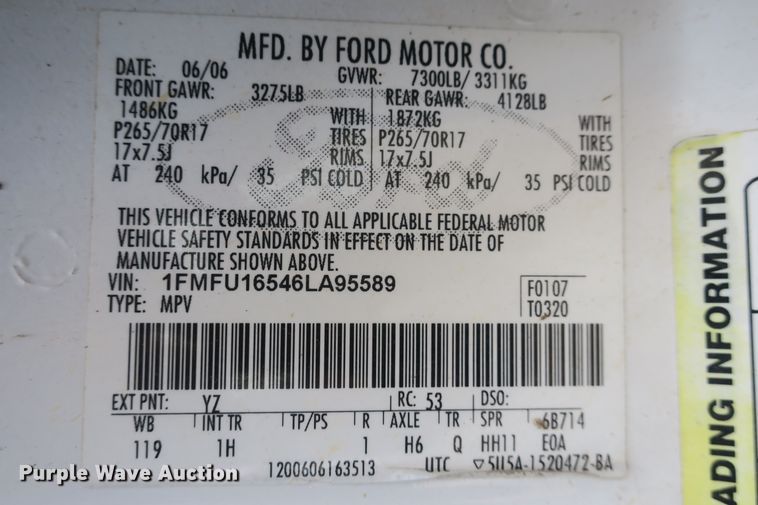 MFD. BY FORD MOTOR CO.
DATE: 06/06 GVWR: 7300LB/ 3311KG
FRONT GAWR: 3275LB REAR GAWR: 4128LB
1486KG WITH 1872KG WITH
P265/70R17 TIRES P265/70R17 TIRES
17x7.5J RIMS 17x7.5J RIMS
AT 240 kPa/ 35 PSI COLD AT 240 kPa/ 35 PSI COLD
Ford
THIS VEHICLE CONFORMS TO ALL APPLICABLE FEDERAL MOTOR
VEHICLE SAFETY STANDARDS IN EFFECT ON THE DATE OF
MANUFACTURE SHOWN ABOVE.
VIN: 1FMFU16546LA95589 F0107
TYPE: MPV T0320
EXT PNT: YZ RC: 53 DSO:
WB INT TR TP/PS R AXLE TR SPR 6B714
119 1H 1 H6 Q HH11 E0A
1200606163513 UTC ▽5U5A-1520472-BA
ADING INFORMATION
Purple Wave Auction